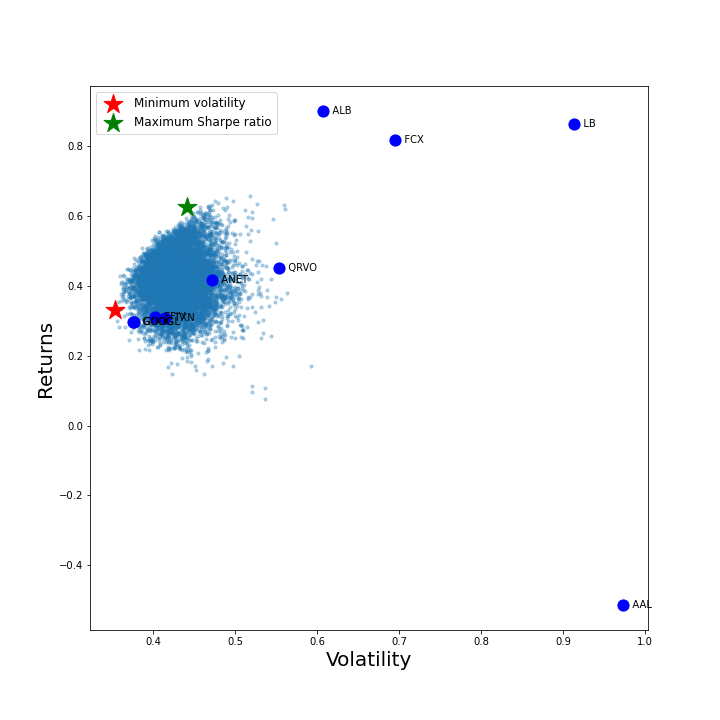 Minimum volatility
Maximum Sharpe ratio
ALB
LB
FCX
0.8
0.6
QRVO
0.4
ANET
TXN
GOOGL
0.2
0.0
−0.2
−0.4
AAL
0.4 0.5 0.6 0.7 0.8 0.9 1.0
Volatility
Returns